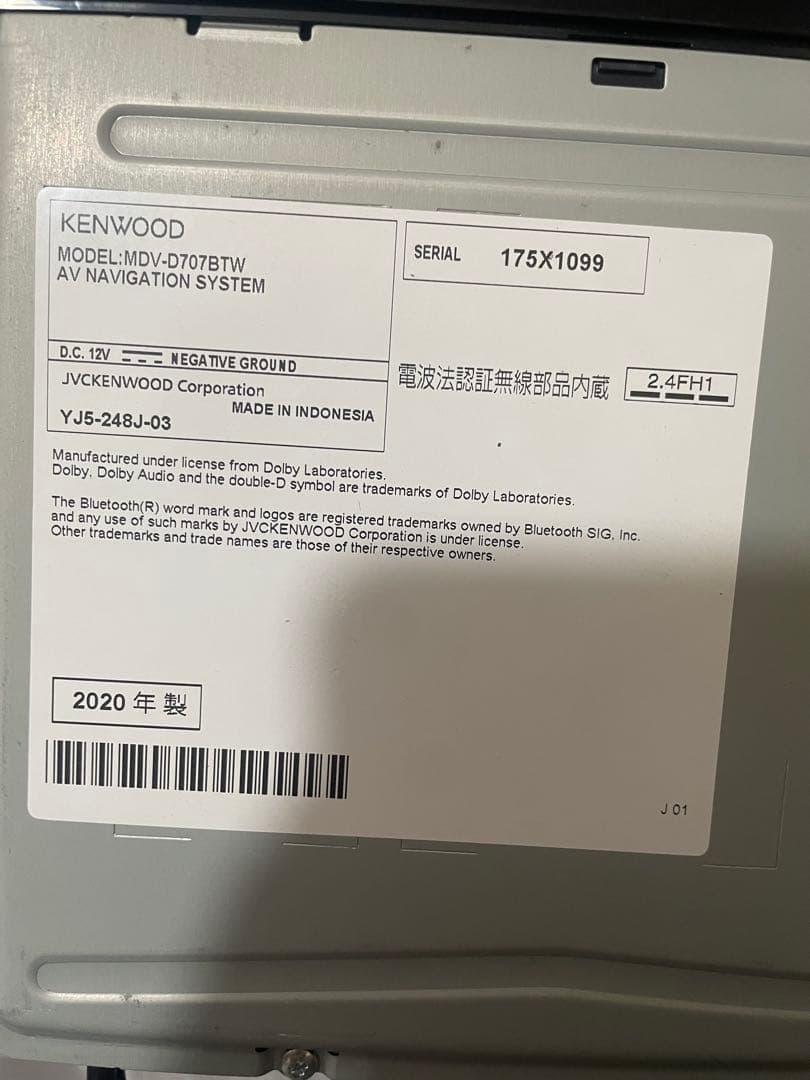 KENWOOD
MODEL:MDV-D707BTW
AV NAVIGATION SYSTEM
SERIAL 175X1099
D.C. 12V NEGATIVE GROUND
JVCKENWOOD Corporation
MADE IN INDONESIA
YJ5-248J-03
電波法認証無線部品内蔵 2.4FH1
Manufactured under license from Dolby Laboratories.
Dolby, Dolby Audio and the double-D symbol are trademarks of Dolby Laboratories.
The Bluetooth(R) word mark and logos are registered trademarks owned by Bluetooth SIG, Inc.
and any use of such marks by JVCKENWOOD Corporation is under license.
Other trademarks and trade names are those of their respective owners.
2020 年 製
J 01